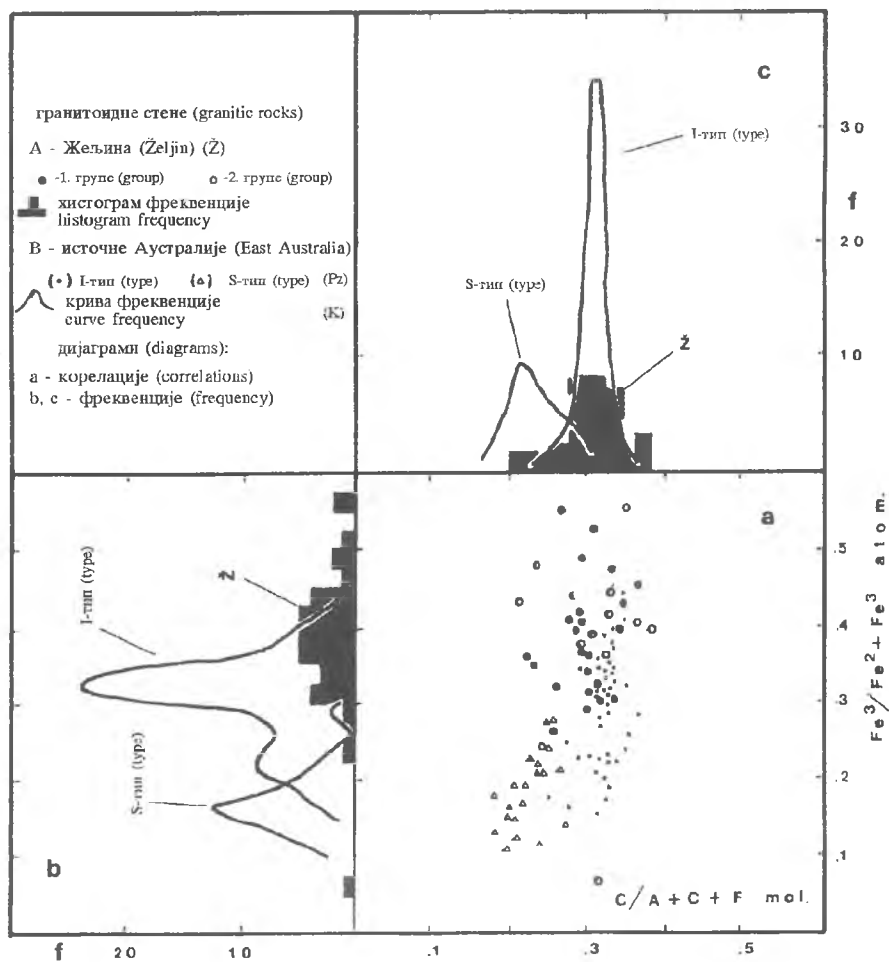 гранитоидне стене (granitic rocks)
A - Жељина (Željin) (Ž)
-1. групе (group) -2. групе (group)
хистограм фреквенције
histogram frequency
B - источне Аустралије (East Australia)
(•) I-тип (type) (▵) S-тип (type) (Pz)
крива фреквенције (K)
curve frequency
дијаграми (diagrams):
a - корелације (correlations)
b, c - фреквенције (frequency)
c
I-тип (type)
S-тип (type)
Ž
30
f
20
10
a
.5
.4
.3
.2
.1
Fe³/Fe²+Fe³ atom.
C/A+C+F mol.
.1 .3 .5
Ž
I-тип (type)
S-тип (type)
b
f 20 10